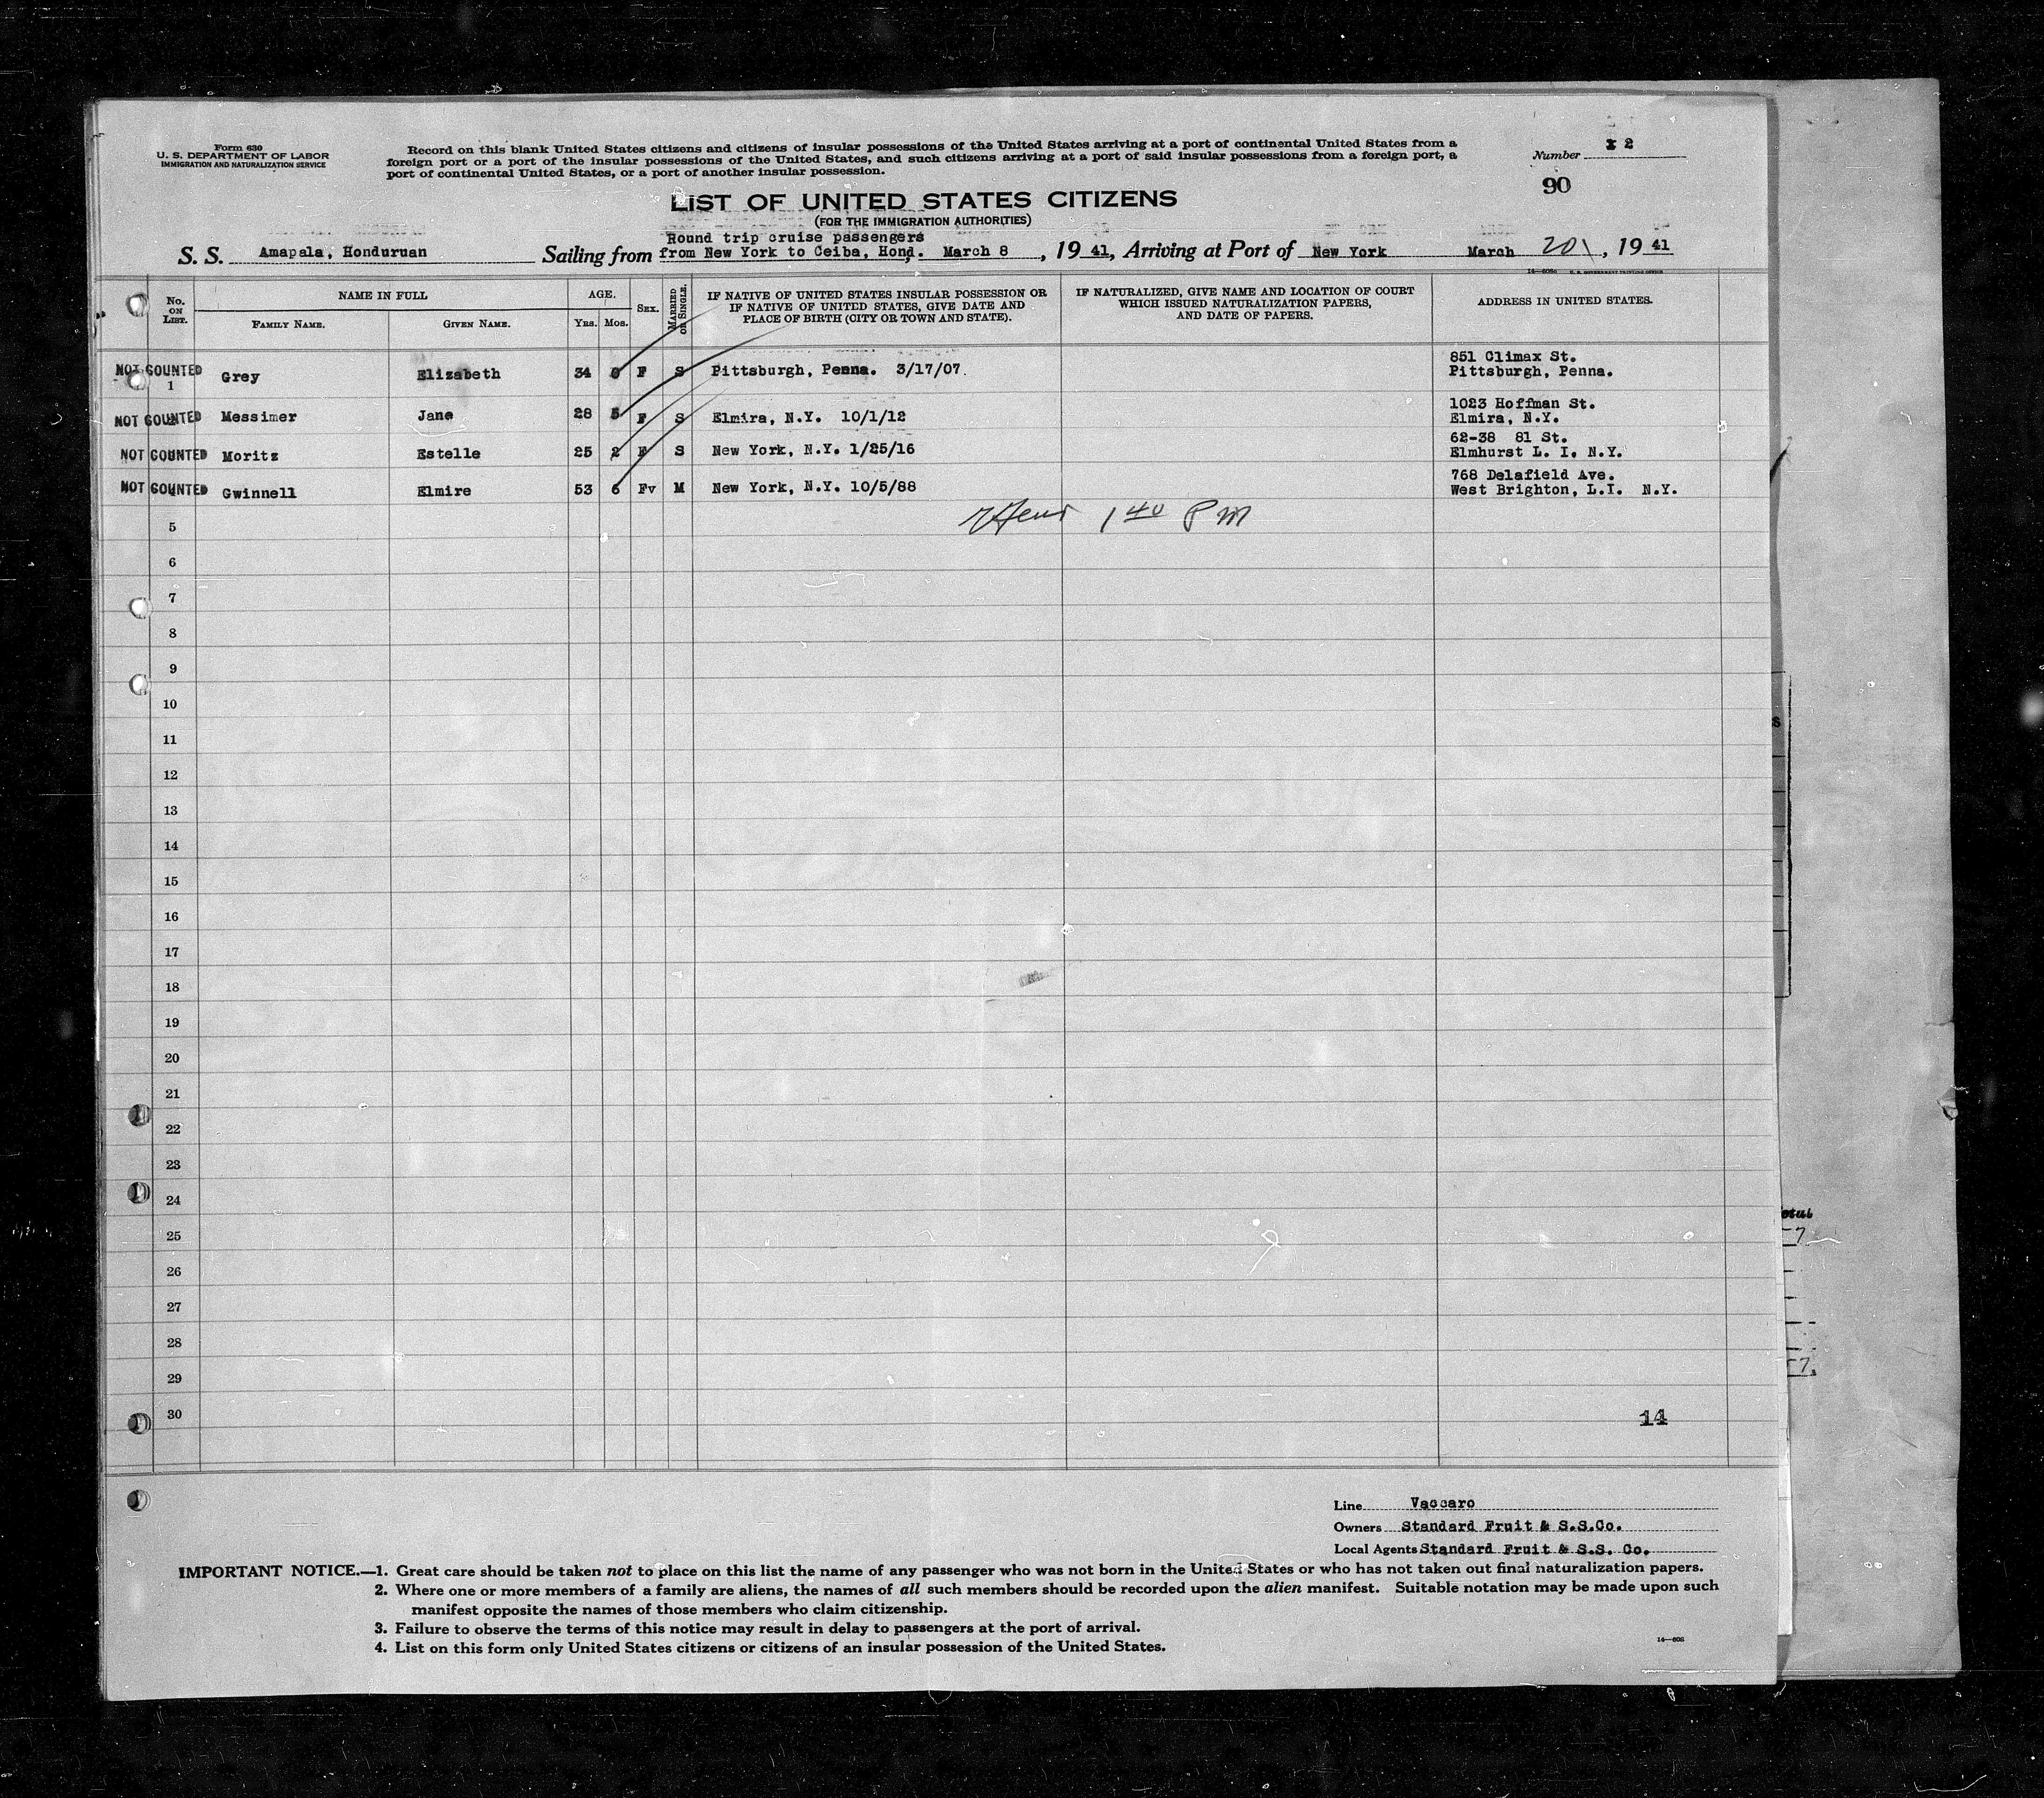 Form 630
U. S. DEPARTMENT OF LABOR
IMMIGRATION AND NATURALIZATION SERVICE
Record on this blank United States citizens and citizens of insular possessions of the United States arriving at a port of continental United States from a
foreign port or a port of the insular possessions of the United States, and such citizens arriving at a port of said insular possessions from a foreign port, a
port of continental United States, or a port of another insular possession.
Number 2
90
LIST OF UNITED STATES CITIZENS
(FOR THE IMMIGRATION AUTHORITIES)
Round trip cruise passengers
S. S. Amapala, Honduruan Sailing from from New York to Ceiba, Hond. March 8, 1941, Arriving at Port of New York March 20, 1941
No. ON LIST. NAME IN FULL AGE. SEX. MARRIED OR SINGLE. IF NATIVE OF UNITED STATES INSULAR POSSESSION OR IF NATIVE OF UNITED STATES, GIVE DATE AND PLACE OF BIRTH (CITY OR TOWN AND STATE). IF NATURALIZED, GIVE NAME AND LOCATION OF COURT WHICH ISSUED NATURALIZATION PAPERS, AND DATE OF PAPERS. ADDRESS IN UNITED STATES.
FAMILY NAME. GIVEN NAME. YRS. MOS.
NOT COUNTED 1 Grey Elizabeth 34 0 F S Pittsburgh, Penna. 3/17/07. 851 Climax St. Pittsburgh, Penna.
NOT COUNTED Messimer Jane 28 5 F S Elmira, N.Y. 10/1/12 1023 Hoffman St. Elmira, N.Y.
NOT COUNTED Moritz Estelle 25 2 F S New York, N.Y. 1/25/16 62-38 81 St. Elmhurst L. I. N.Y.
NOT COUNTED Gwinnell Elmire 53 6 Fv M New York, N.Y. 10/5/88 768 Delafield Ave. West Brighton, L.I. N.Y.
1 40 P M
5
6
7
8
9
10
11
12
13
14
15
16
17
18
19
20
21
22
23
24
25
26
27
28
29
30
14
Line Vaccaro
Owners Standard Fruit & S.S.Co.
Local Agents Standard Fruit & S.S. Co.
IMPORTANT NOTICE.—1. Great care should be taken not to place on this list the name of any passenger who was not born in the United States or who has not taken out final naturalization papers.
2. Where one or more members of a family are aliens, the names of all such members should be recorded upon the alien manifest. Suitable notation may be made upon such
manifest opposite the names of those members who claim citizenship.
3. Failure to observe the terms of this notice may result in delay to passengers at the port of arrival.
4. List on this form only United States citizens or citizens of an insular possession of the United States.